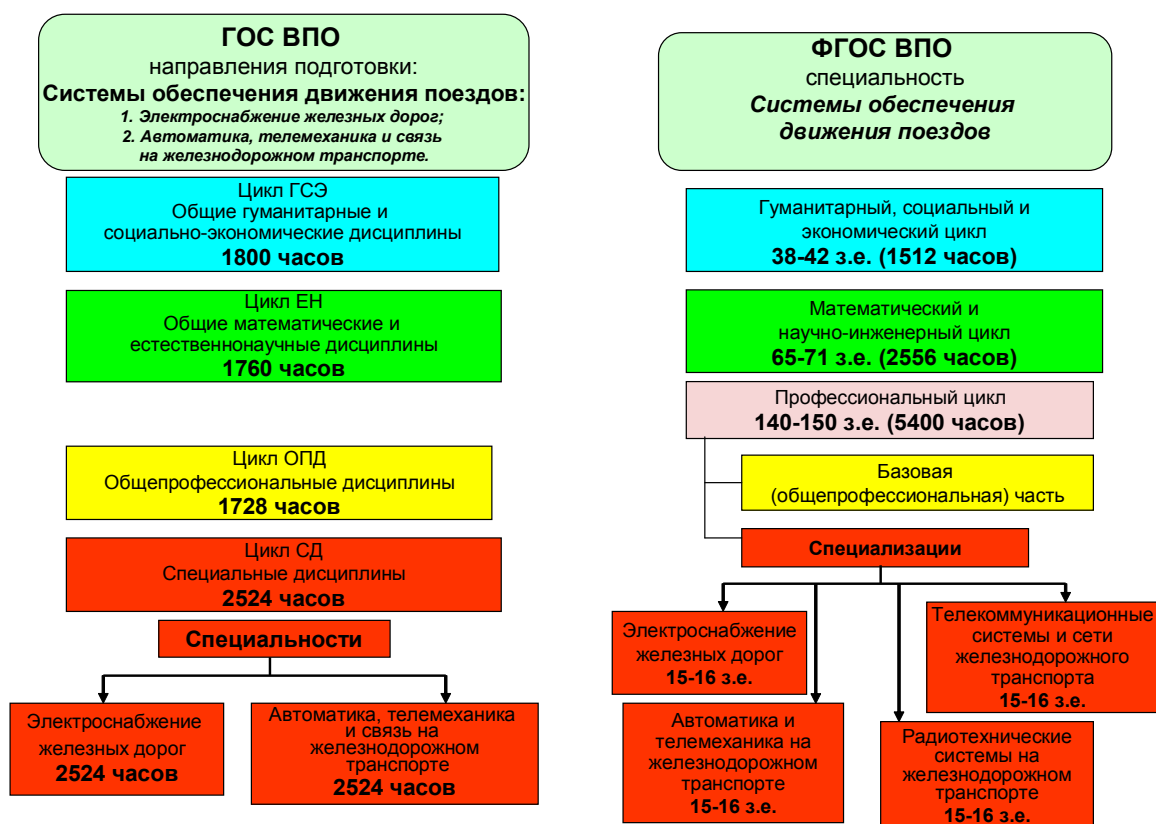 ГОС ВПО
направления подготовки:
Системы обеспечения движения поездов:
1. Электроснабжение железных дорог;
2. Автоматика, телемеханика и связь
на железнодорожном транспорте.
Цикл ГСЭ
Общие гуманитарные и
социально-экономические дисциплины
1800 часов
Цикл ЕН
Общие математические и
естественнонаучные дисциплины
1760 часов
Цикл ОПД
Общепрофессиональные дисциплины
1728 часов
Цикл СД
Специальные дисциплины
2524 часов
Специальности
Электроснабжение
железных дорог
2524 часов
Автоматика, телемеханика
и связь на
железнодорожном
транспорте
2524 часов
ФГОС ВПО
специальность
Системы обеспечения
движения поездов
Гуманитарный, социальный и
экономический цикл
38-42 з.е. (1512 часов)
Математический и
научно-инженерный цикл
65-71 з.е. (2556 часов)
Профессиональный цикл
140-150 з.е. (5400 часов)
Базовая
(общепрофессиональная) часть
Специализации
Электроснабжение
железных дорог
15-16 з.е.
Автоматика и
телемеханика на
железнодорожном
транспорте
15-16 з.е.
Радиотехнические
системы на
железнодорожном
транспорте
15-16 з.е.
Телекоммуникационные
системы и сети
железнодорожного
транспорта
15-16 з.е.